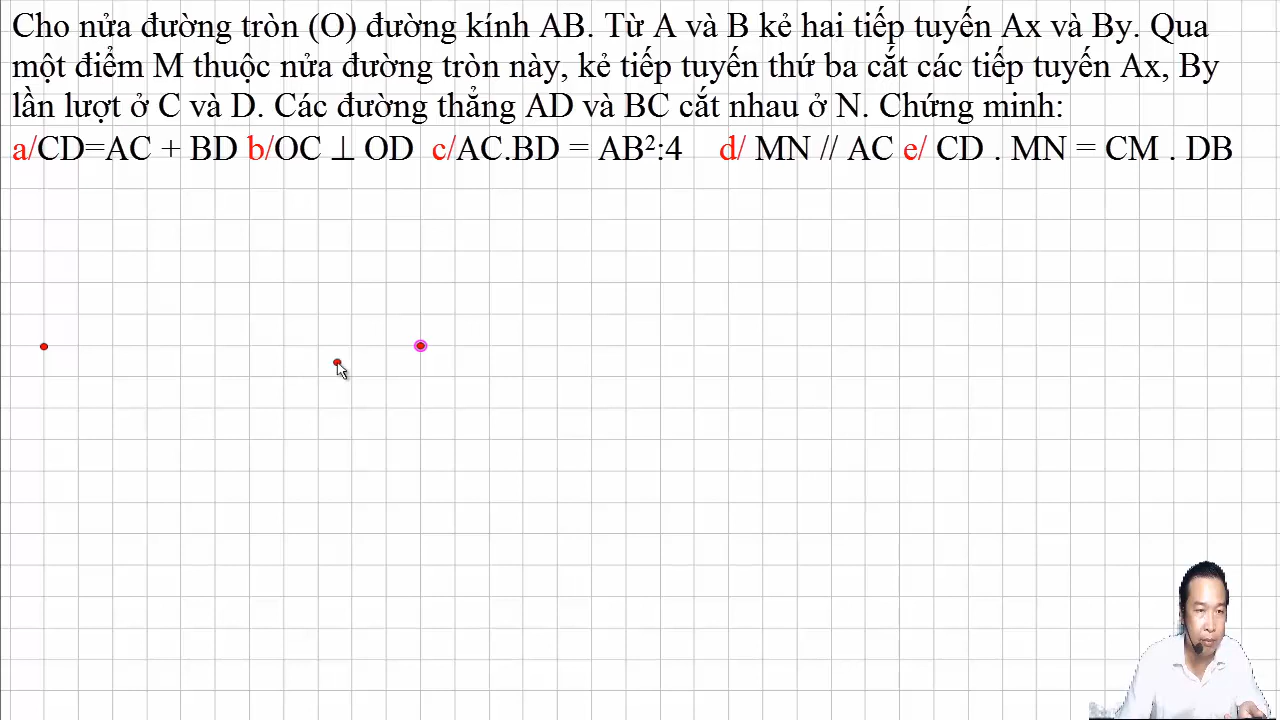 Cho nửa đường tròn (O) đường kính AB. Từ A và B kẻ hai tiếp tuyến Ax và By. Qua
một điểm M thuộc nửa đường tròn này, kẻ tiếp tuyến thứ ba cắt các tiếp tuyến Ax, By
lần lượt ở C và D. Các đường thẳng AD và BC cắt nhau ở N. Chứng minh:
a/CD=AC + BD b/OC ⊥ OD c/AC.BD = AB²:4 d/ MN // AC e/ CD . MN = CM . DB